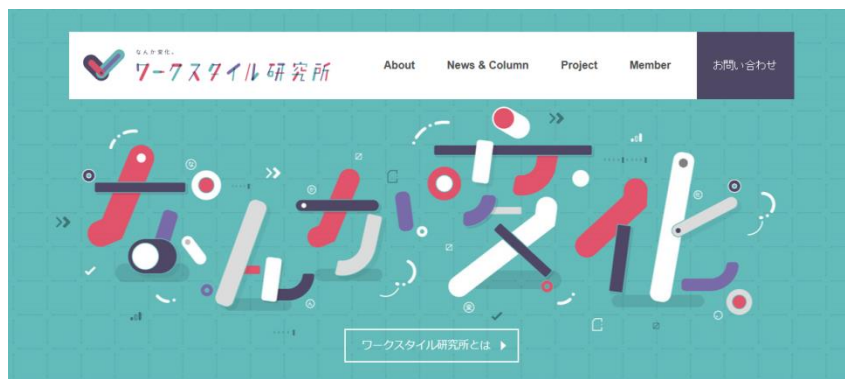 なんか変化。
ワークスタイル研究所
About News & Column Project Member お問い合わせ
なんか変化
ワークスタイル研究所とは